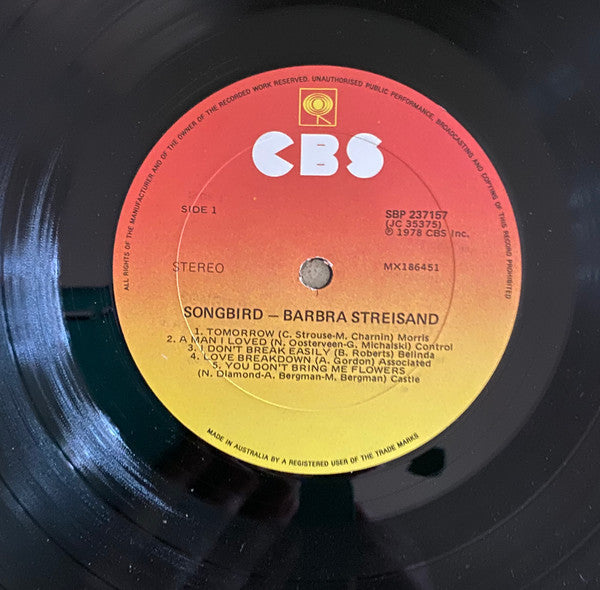 ALL RIGHTS OF THE MANUFACTURER AND OF THE OWNER OF THE RECORDED WORK RESERVED. UNAUTHORISED PUBLIC PERFORMANCE, BROADCASTING AND COPYING OF THIS RECORD PROHIBITED
CBS
SIDE 1
SBP 237157
(JC 35375)
℗ 1978 CBS Inc.
STEREO
MX186451
SONGBIRD — BARBRA STREISAND
1. TOMORROW (C. Strouse-M. Charnin) Morris
2. A MAN I LOVED (N. Oosterveen-G. Michalski) Control
3. I DON'T BREAK EASILY (B. Roberts) Belinda
4. LOVE BREAKDOWN (A. Gordon) Associated
5. YOU DON'T BRING ME FLOWERS
(N. Diamond-A. Bergman-M. Bergman) Castle
MADE IN AUSTRALIA BY A REGISTERED USER OF THE TRADE MARKS